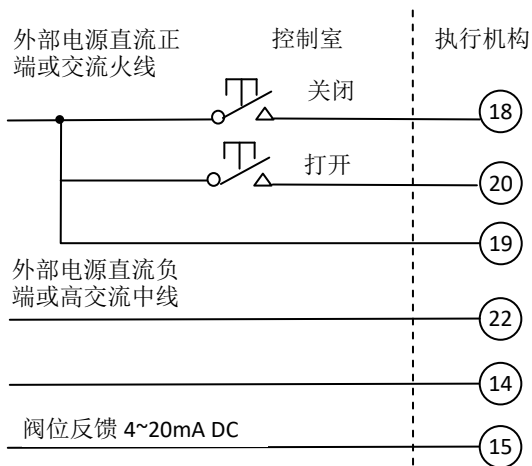 外部电源直流正
端或交流火线
控制室
执行机构
关闭
18
打开
20
19
外部电源直流负
端或高交流中线
22
14
阀位反馈 4~20mA DC
15